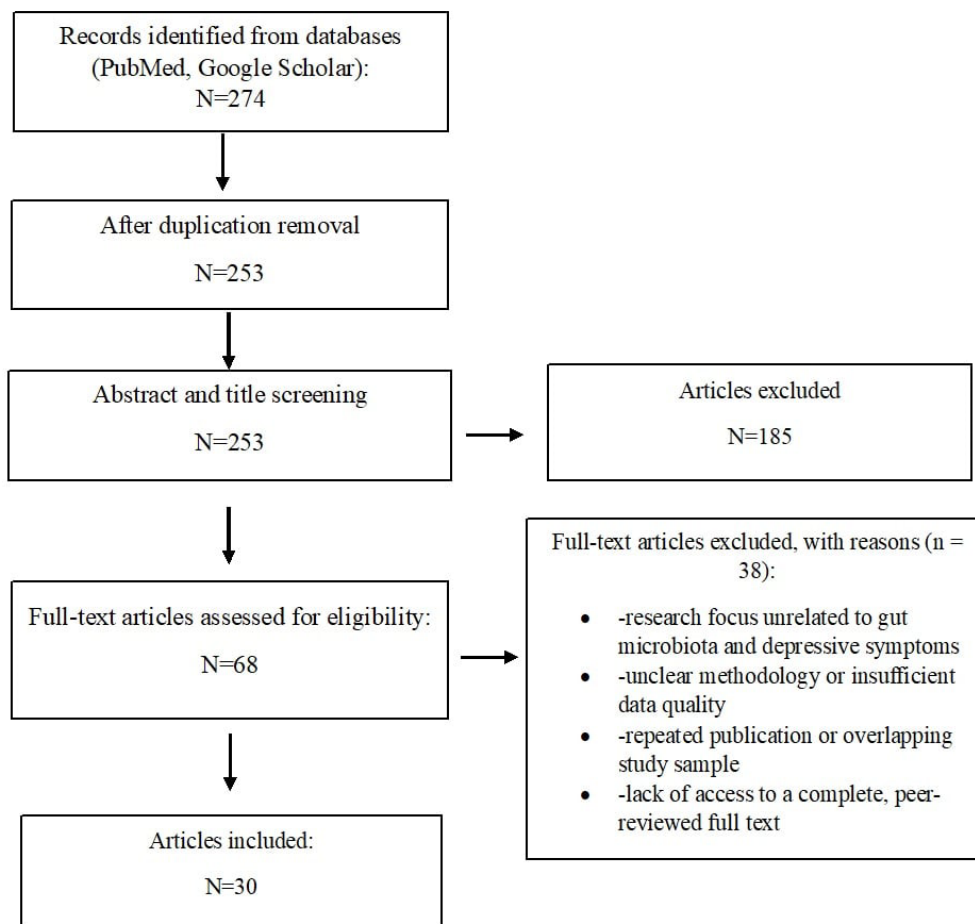 Records identified from databases
(PubMed, Google Scholar):
N=274
After duplication removal
N=253
Abstract and title screening
N=253
Articles excluded
N=185
Full-text articles assessed for eligibility:
N=68
Full-text articles excluded, with reasons (n =
38):
• -research focus unrelated to gut
microbiota and depressive symptoms
• -unclear methodology or insufficient
data quality
• -repeated publication or overlapping
study sample
• -lack of access to a complete, peer-
reviewed full text
Articles included:
N=30